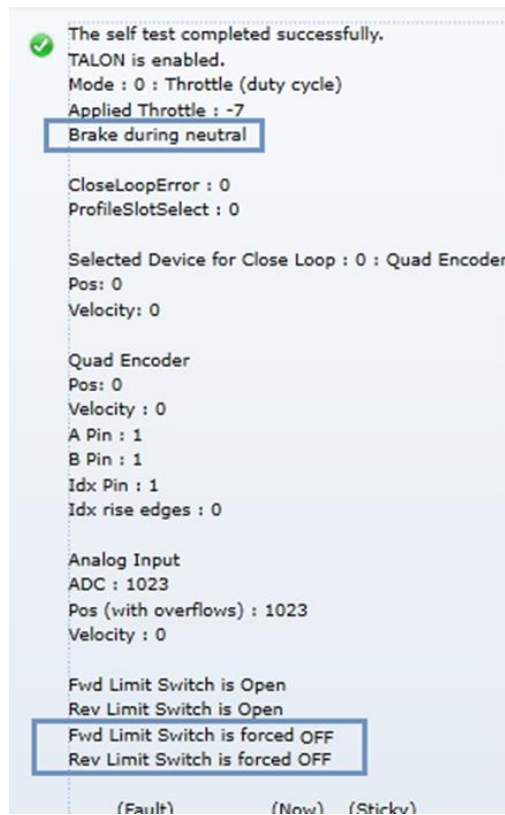 The self test completed successfully.
TALON is enabled.
Mode : 0 : Throttle (duty cycle)
Applied Throttle : -7
Brake during neutral
CloseLoopError : 0
ProfileSlotSelect : 0
Selected Device for Close Loop : 0 : Quad Encoder
Pos: 0
Velocity: 0
Quad Encoder
Pos: 0
Velocity : 0
A Pin : 1
B Pin : 1
Idx Pin : 1
Idx rise edges : 0
Analog Input
ADC : 1023
Pos (with overflows) : 1023
Velocity : 0
Fwd Limit Switch is Open
Rev Limit Switch is Open
Fwd Limit Switch is forced OFF
Rev Limit Switch is forced OFF
(Fault) (Now) (Sticky)